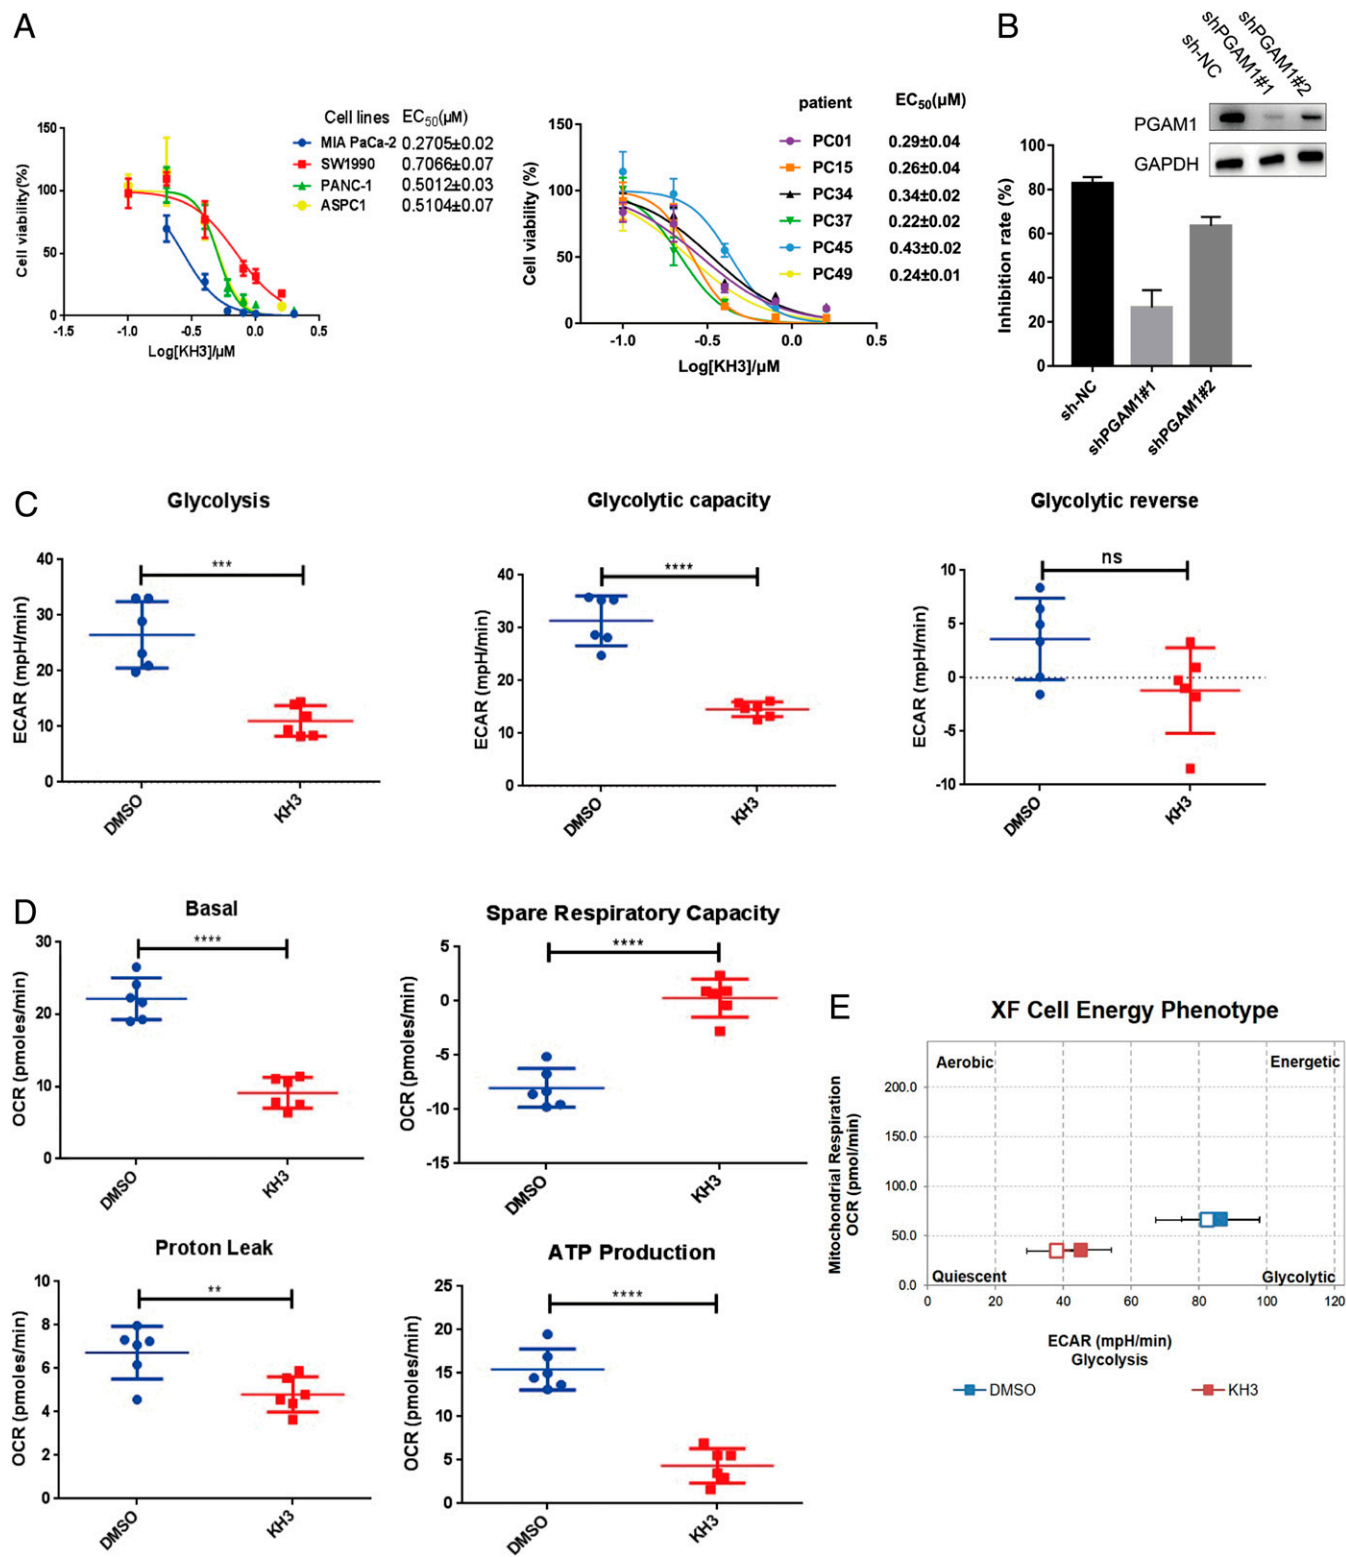 A
Cell lines EC50(µM)
MIA PaCa-2 0.2705±0.02
SW1990 0.7066±0.07
PANC-1 0.5012±0.03
ASPC1 0.5104±0.07
Cell viability(%)
150
100
50
0
-1.5 -1.0 -0.5 0.0 0.5
Log[KH3]/µM
patient EC50(µM)
PC01 0.29±0.04
PC15 0.26±0.04
PC34 0.34±0.02
PC37 0.22±0.02
PC45 0.43±0.02
PC49 0.24±0.01
Cell viability (%)
150
100
50
0
-1.0 -0.5 0.0 0.5
Log[KH3]/µM
B
sh-NC
shPGAM1#1
shPGAM1#2
PGAM1
GAPDH
Inhibition rate (%)
100
80
60
40
20
0
sh-NC
shPGAM1#1
shPGAM1#2
C
Glycolysis
***
ECAR (mpH/min)
40
30
20
10
0
DMSO
KH3
Glycolytic capacity
****
ECAR (mpH/min)
40
30
20
10
0
DMSO
KH3
Glycolytic reverse
ns
ECAR (mpH/min)
10
5
0
-5
-10
DMSO
KH3
D
Basal
****
OCR (pmoles/min)
30
20
10
0
DMSO
KH3
Spare Respiratory Capacity
****
OCR (pmoles/min)
5
0
-5
-10
-15
DMSO
KH3
Proton Leak
**
OCR (pmoles/min)
10
8
6
4
2
0
DMSO
KH3
ATP Production
****
OCR (pmoles/min)
25
20
15
10
5
0
DMSO
KH3
E
XF Cell Energy Phenotype
Aerobic Energetic
Mitochondrial Respiration
OCR (pmol/min)
200.0
150.0
100.0
50.0
0.0
Quiescent Glycolytic
0 20 40 60 80 100 120
ECAR (mpH/min)
Glycolysis
DMSO KH3